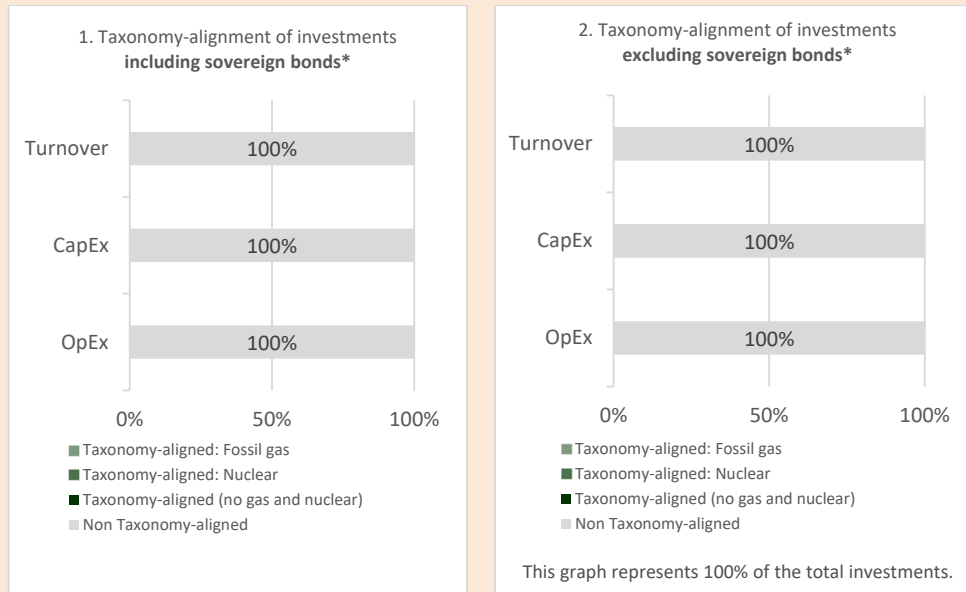 1. Taxonomy-alignment of investments
including sovereign bonds*
Turnover
100%
CapEx
100%
OpEx
100%
0%
50%
100%
Taxonomy-aligned: Fossil gas
Taxonomy-aligned: Nuclear
Taxonomy-aligned (no gas and nuclear)
Non Taxonomy-aligned
2. Taxonomy-alignment of investments
excluding sovereign bonds*
Turnover
100%
CapEx
100%
OpEx
100%
0%
50%
100%
Taxonomy-aligned: Fossil gas
Taxonomy-aligned: Nuclear
Taxonomy-aligned (no gas and nuclear)
Non Taxonomy-aligned
This graph represents 100% of the total investments.